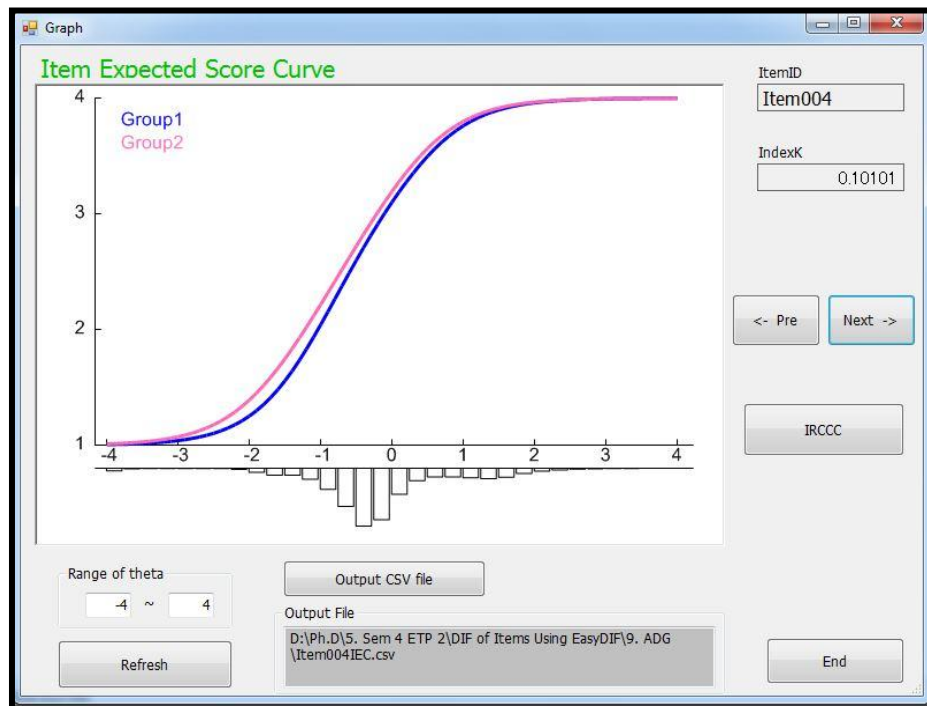 Graph
Item Expected Score Curve
Group1
Group2
4
3
2
1
-4 -3 -2 -1 0 1 2 3 4
ItemID
Item004
IndexK
0.10101
<- Pre
Next ->
IRCCC
Range of theta
-4 ~ 4
Refresh
Output CSV file
Output File
D:\Ph.D\5. Sem 4 ETP 2\DIF of Items Using EasyDIF\9. ADG
\Item004IEC.csv
End